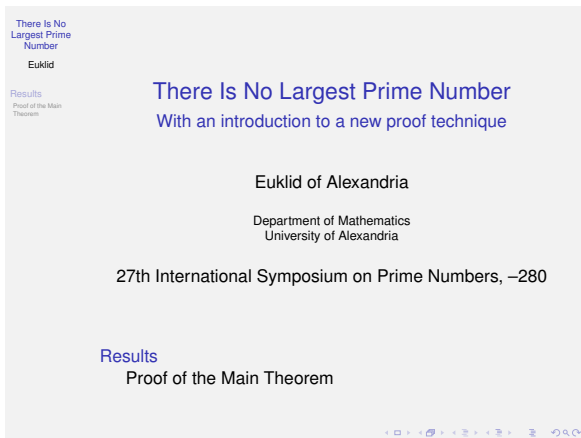 There Is No
Largest Prime
Number
Euklid
Results
Proof of the Main
Theorem
There Is No Largest Prime Number
With an introduction to a new proof technique
Euklid of Alexandria
Department of Mathematics
University of Alexandria
27th International Symposium on Prime Numbers, –280
Results
Proof of the Main Theorem